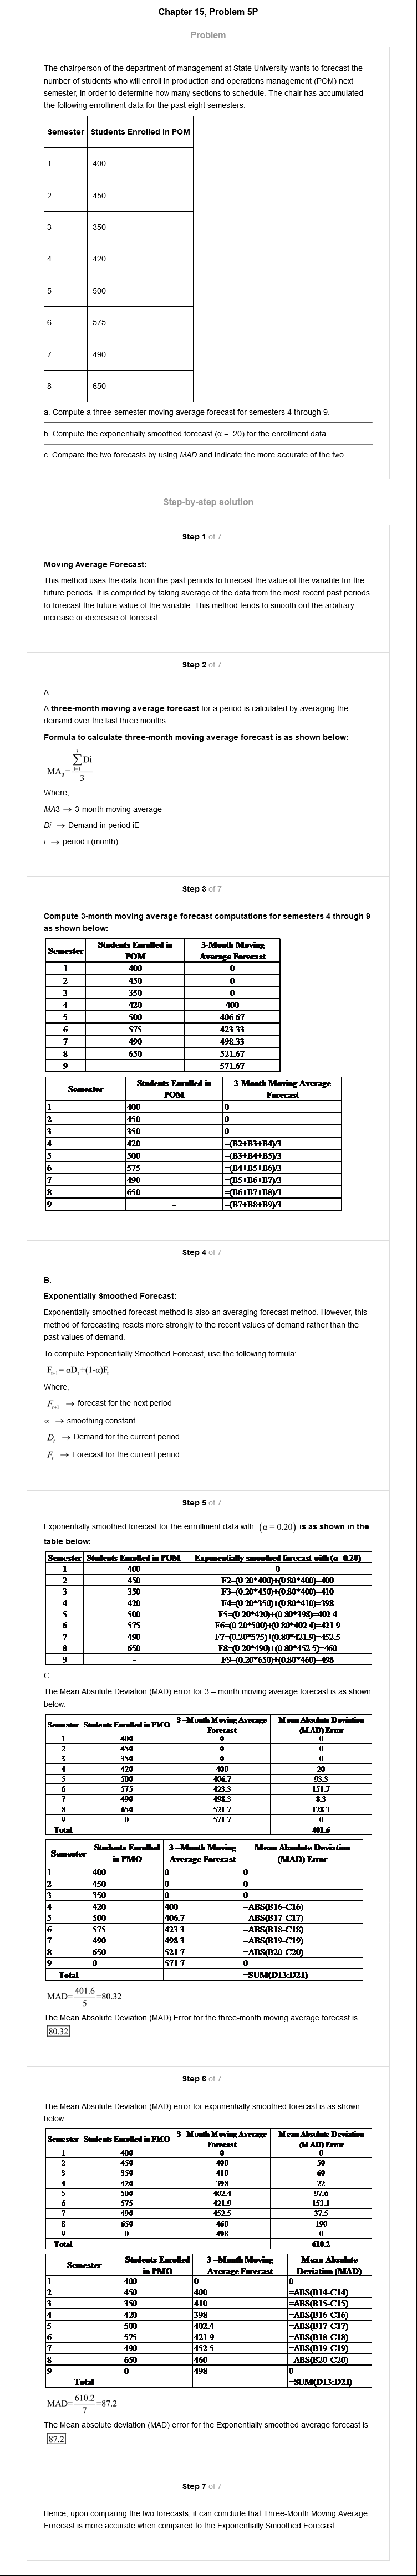 Chapter 15, Problem 5P
Problem
The chairperson of the department of management at State University wants to forecast the
number of students who will enroll in production and operations management (POM) next
semester, in order to determine how many sections to schedule. The chair has accumulated
the following enrollment data for the past eight semesters:
Semester Students Enrolled in POM
1 400
2 450
3 350
4 420
5 500
6 575
7 490
8 650
a. Compute a three-semester moving average forecast for semesters 4 through 9.
b. Compute the exponentially smoothed forecast (α = .20) for the enrollment data.
c. Compare the two forecasts by using MAD and indicate the more accurate of the two.
Step-by-step solution
Step 1 of 7
Moving Average Forecast:
This method uses the data from the past periods to forecast the value of the variable for the
future periods. It is computed by taking average of the data from the most recent past periods
to forecast the future value of the variable. This method tends to smooth out the arbitrary
increase or decrease of forecast.
Step 2 of 7
A.
A three-month moving average forecast for a period is calculated by averaging the
demand over the last three months.
Formula to calculate three-month moving average forecast is as shown below:
MA₃ = ∑³ᵢ₌₁ Di / 3
Where,
MA3 → 3-month moving average
Di → Demand in period iE
i → period i (month)
Step 3 of 7
Compute 3-month moving average forecast computations for semesters 4 through 9
as shown below:
Semester Students Enrolled in POM 3-Month Moving Average Forecast
1 400 0
2 450 0
3 350 0
4 420 400
5 500 406.67
6 575 423.33
7 490 498.33
8 650 521.67
9 – 571.67
Semester Students Enrolled in POM 3-Month Moving Average Forecast
1 400 0
2 450 0
3 350 0
4 420 =(B2+B3+B4)/3
5 500 =(B3+B4+B5)/3
6 575 =(B4+B5+B6)/3
7 490 =(B5+B6+B7)/3
8 650 =(B6+B7+B8)/3
9 – =(B7+B8+B9)/3
Step 4 of 7
B.
Exponentially Smoothed Forecast:
Exponentially smoothed forecast method is also an averaging forecast method. However, this
method of forecasting reacts more strongly to the recent values of demand rather than the
past values of demand.
To compute Exponentially Smoothed Forecast, use the following formula:
Fₜ₊₁ = αDₜ+(1-α)Fₜ
Where,
Fₜ₊₁ → forecast for the next period
∝ → smoothing constant
Dₜ → Demand for the current period
Fₜ → Forecast for the current period
Step 5 of 7
Exponentially smoothed forecast for the enrollment data with (α = 0.20) is as shown in the
table below:
Semester Students Enrolled in POM Exponentially smoothed forecast with (α=0.20)
1 400 0
2 450 F2=(0.20*400)+(0.80*400)=400
3 350 F3=(0.20*450)+(0.80*400)=410
4 420 F4=(0.20*350)+(0.80*410)=398
5 500 F5=(0.20*420)+(0.80*398)=402.4
6 575 F6=(0.20*500)+(0.80*402.4)=421.9
7 490 F7=(0.20*575)+(0.80*421.9)=452.5
8 650 F8=(0.20*490)+(0.80*452.5)=460
9 – F9=(0.20*650)+(0.80*460)=498
C.
The Mean Absolute Deviation (MAD) error for 3 – month moving average forecast is as shown
below:
Semester Students Enrolled in PMO 3 –Month Moving Average Forecast Mean Absolute Deviation (MAD) Error
1 400 0 0
2 450 0 0
3 350 0 0
4 420 400 20
5 500 406.7 93.3
6 575 423.3 151.7
7 490 498.3 8.3
8 650 521.7 128.3
9 0 571.7 0
Total 401.6
Semester Students Enrolled in PMO 3 –Month Moving Average Forecast Mean Absolute Deviation (MAD) Error
1 400 0 0
2 450 0 0
3 350 0 0
4 420 400 =ABS(B16-C16)
5 500 406.7 =ABS(B17-C17)
6 575 423.3 =ABS(B18-C18)
7 490 498.3 =ABS(B19-C19)
8 650 521.7 =ABS(B20-C20)
9 0 571.7 0
Total =SUM(D13:D21)
MAD= 401.6 / 5 =80.32
The Mean Absolute Deviation (MAD) Error for the three-month moving average forecast is
80.32
Step 6 of 7
The Mean Absolute Deviation (MAD) error for exponentially smoothed forecast is as shown
below:
Semester Students Enrolled in PMO 3 –Month Moving Average Forecast Mean Absolute Deviation (MAD) Error
1 400 0 0
2 450 400 50
3 350 410 60
4 420 398 22
5 500 402.4 97.6
6 575 421.9 153.1
7 490 452.5 37.5
8 650 460 190
9 0 498 0
Total 610.2
Semester Students Enrolled in PMO 3 –Month Moving Average Forecast Mean Absolute Deviation (MAD)
1 400 0 0
2 450 400 =ABS(B14-C14)
3 350 410 =ABS(B15-C15)
4 420 398 =ABS(B16-C16)
5 500 402.4 =ABS(B17-C17)
6 575 421.9 =ABS(B18-C18)
7 490 452.5 =ABS(B19-C19)
8 650 460 =ABS(B20-C20)
9 0 498 0
Total =SUM(D13:D21)
MAD= 610.2 / 7 =87.2
The Mean absolute deviation (MAD) error for the Exponentially smoothed average forecast is
87.2
Step 7 of 7
Hence, upon comparing the two forecasts, it can conclude that Three-Month Moving Average
Forecast is more accurate when compared to the Exponentially Smoothed Forecast.